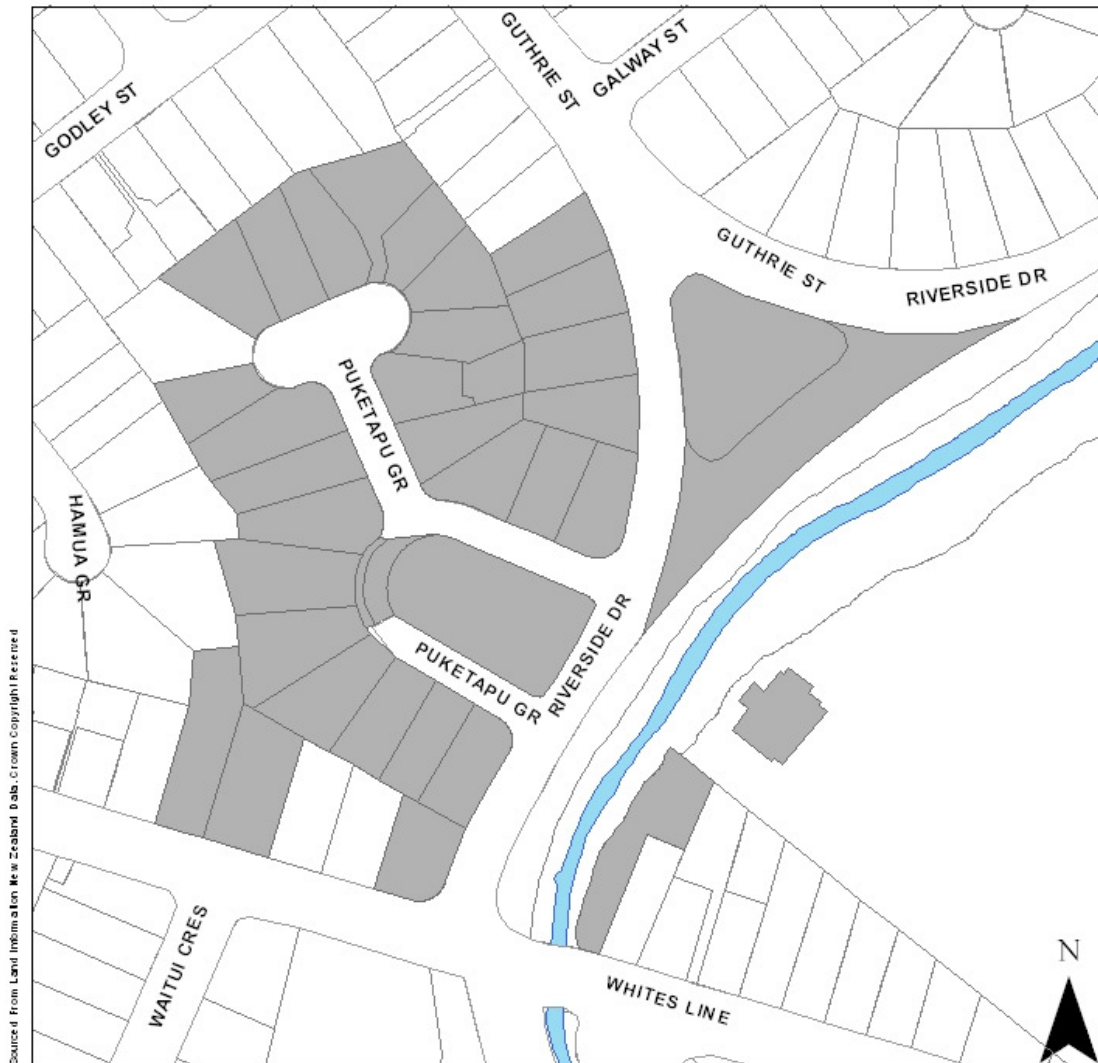 GUTHRIE ST
GALWAY ST
GODLEY ST
GUTHRIE ST
RIVERSIDE DR
PUKETAPU GR
HAMUA GR
RIVERSIDE DR
PUKETAPU GR
WAITUI CRES
WHITES LINE
N
Sourced From Land Information New Zealand Data. Crown Copyright Reserved